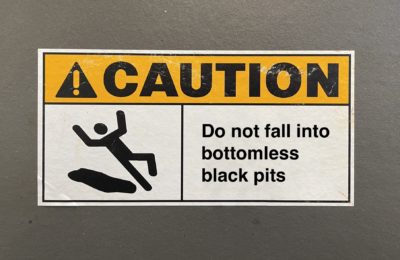 CAUTION
Do not fall into
bottomless
black pits